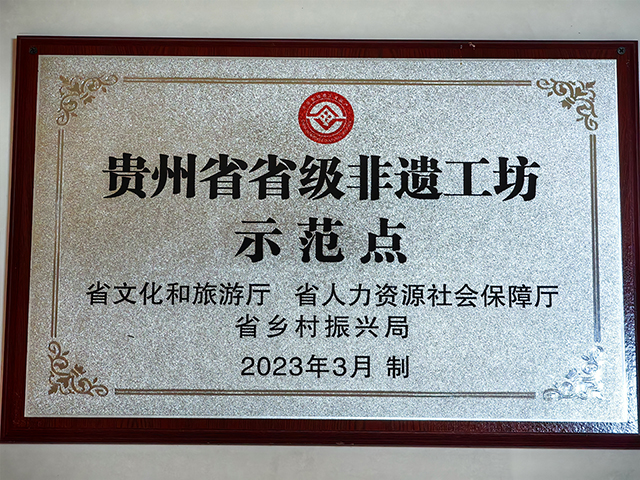 贵州省省级非遗工坊
示范点
省文化和旅游厅 省人力资源社会保障厅
省乡村振兴局
2023年3月 制